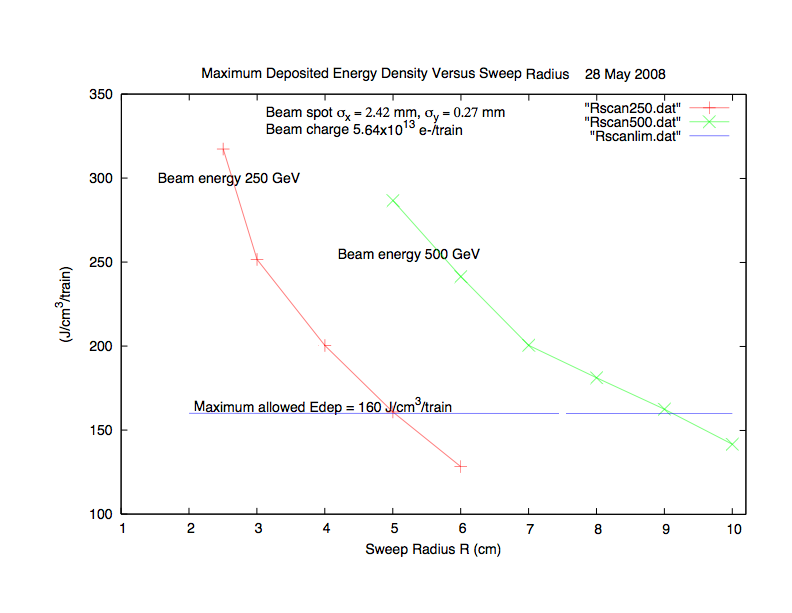 Maximum Deposited Energy Density Versus Sweep Radius 28 May 2008
350
Beam spot σx = 2.42 mm, σy = 0.27 mm
Beam charge 5.64x10^13 e-/train
"Rscan250.dat"
"Rscan500.dat"
"Rscanlim.dat"
300
Beam energy 250 GeV
250
Beam energy 500 GeV
(J/cm^3/train)
200
Maximum allowed Edep = 160 J/cm^3/train
150
100
1 2 3 4 5 6 7 8 9 10
Sweep Radius R (cm)